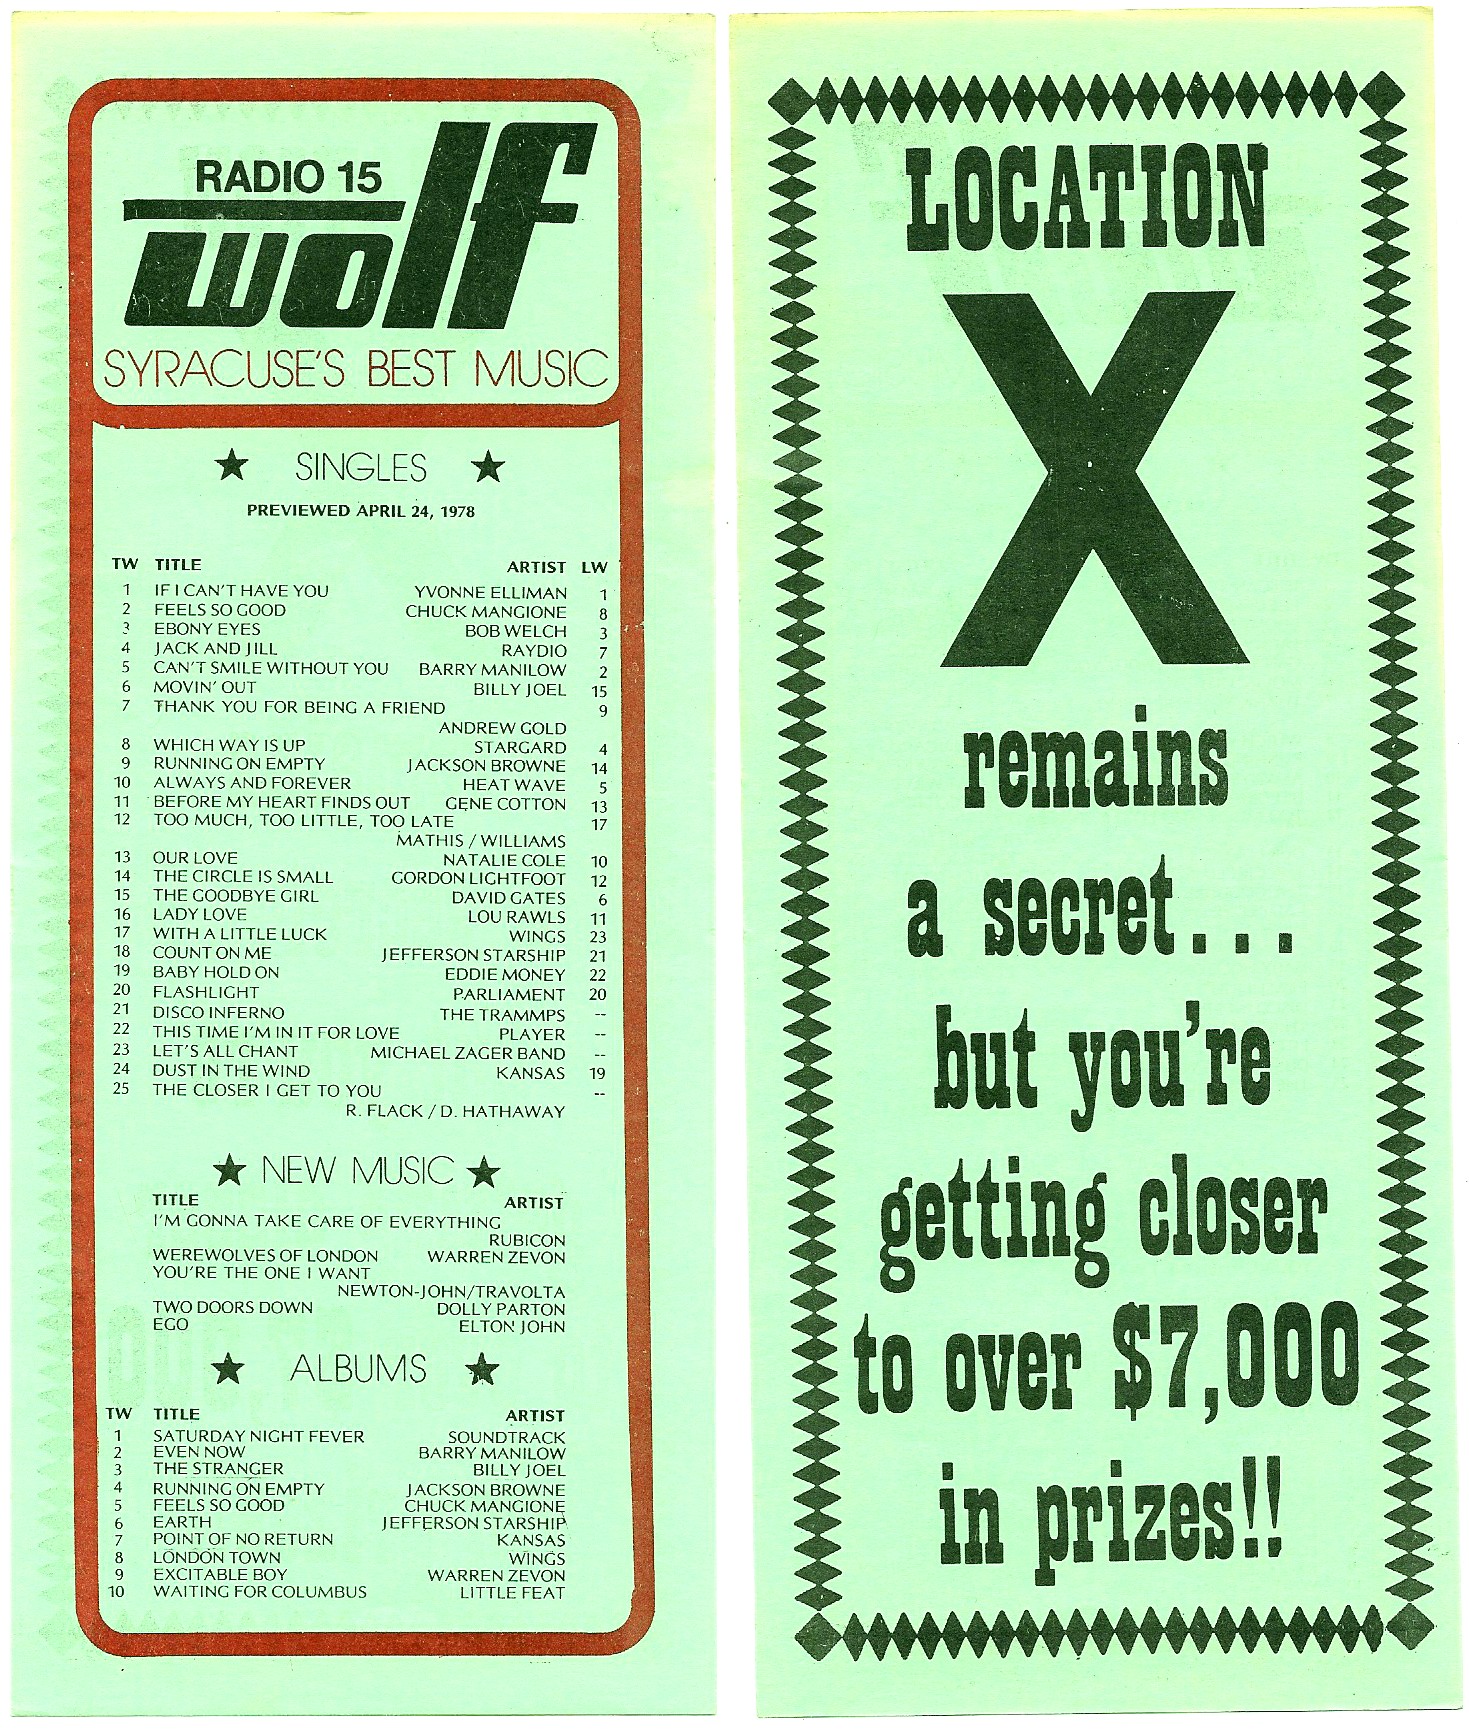 RADIO 15
wolf
SYRACUSE'S BEST MUSIC
★ SINGLES ★
PREVIEWED APRIL 24, 1978
TW TITLE ARTIST LW
1 IF I CAN'T HAVE YOU YVONNE ELLIMAN 1
2 FEELS SO GOOD CHUCK MANGIONE 8
3 EBONY EYES BOB WELCH 3
4 JACK AND JILL RAYDIO 7
5 CAN'T SMILE WITHOUT YOU BARRY MANILOW 2
6 MOVIN' OUT BILLY JOEL 15
7 THANK YOU FOR BEING A FRIEND 9
ANDREW GOLD
8 WHICH WAY IS UP STARGARD 4
9 RUNNING ON EMPTY JACKSON BROWNE 14
10 ALWAYS AND FOREVER HEAT WAVE 5
11 BEFORE MY HEART FINDS OUT GENE COTTON 13
12 TOO MUCH, TOO LITTLE, TOO LATE 17
MATHIS / WILLIAMS
13 OUR LOVE NATALIE COLE 10
14 THE CIRCLE IS SMALL GORDON LIGHTFOOT 12
15 THE GOODBYE GIRL DAVID GATES 6
16 LADY LOVE LOU RAWLS 11
17 WITH A LITTLE LUCK WINGS 23
18 COUNT ON ME JEFFERSON STARSHIP 21
19 BABY HOLD ON EDDIE MONEY 22
20 FLASHLIGHT PARLIAMENT 20
21 DISCO INFERNO THE TRAMMPS --
22 THIS TIME I'M IN IT FOR LOVE PLAYER --
23 LET'S ALL CHANT MICHAEL ZAGER BAND --
24 DUST IN THE WIND KANSAS 19
25 THE CLOSER I GET TO YOU --
R. FLACK / D. HATHAWAY
★ NEW MUSIC ★
TITLE ARTIST
I'M GONNA TAKE CARE OF EVERYTHING
RUBICON
WEREWOLVES OF LONDON WARREN ZEVON
YOU'RE THE ONE I WANT
NEWTON-JOHN/TRAVOLTA
TWO DOORS DOWN DOLLY PARTON
EGO ELTON JOHN
★ ALBUMS ★
TW TITLE ARTIST
1 SATURDAY NIGHT FEVER SOUNDTRACK
2 EVEN NOW BARRY MANILOW
3 THE STRANGER BILLY JOEL
4 RUNNING ON EMPTY JACKSON BROWNE
5 FEELS SO GOOD CHUCK MANGIONE
6 EARTH JEFFERSON STARSHIP
7 POINT OF NO RETURN KANSAS
8 LONDON TOWN WINGS
9 EXCITABLE BOY WARREN ZEVON
10 WAITING FOR COLUMBUS LITTLE FEAT
LOCATION
X
remains
a secret...
but you're
getting closer
to over $7,000
in prizes!!